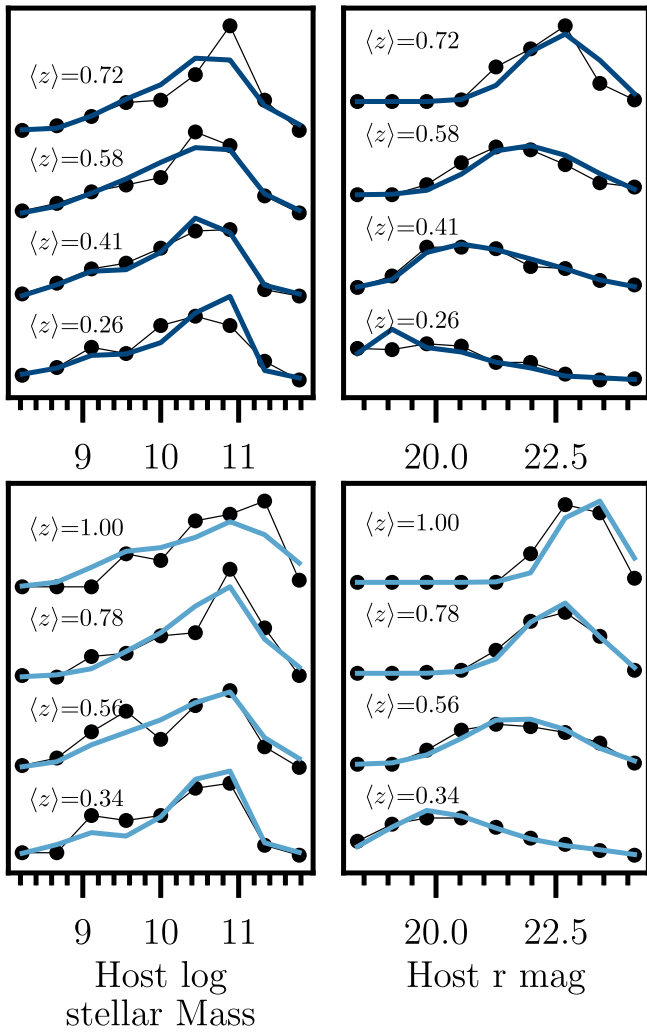 ⟨z⟩=0.72
⟨z⟩=0.58
⟨z⟩=0.41
⟨z⟩=0.26
9 10 11
⟨z⟩=0.72
⟨z⟩=0.58
⟨z⟩=0.41
⟨z⟩=0.26
20.0 22.5
⟨z⟩=1.00
⟨z⟩=0.78
⟨z⟩=0.56
⟨z⟩=0.34
9 10 11
Host log
stellar Mass
⟨z⟩=1.00
⟨z⟩=0.78
⟨z⟩=0.56
⟨z⟩=0.34
20.0 22.5
Host r mag